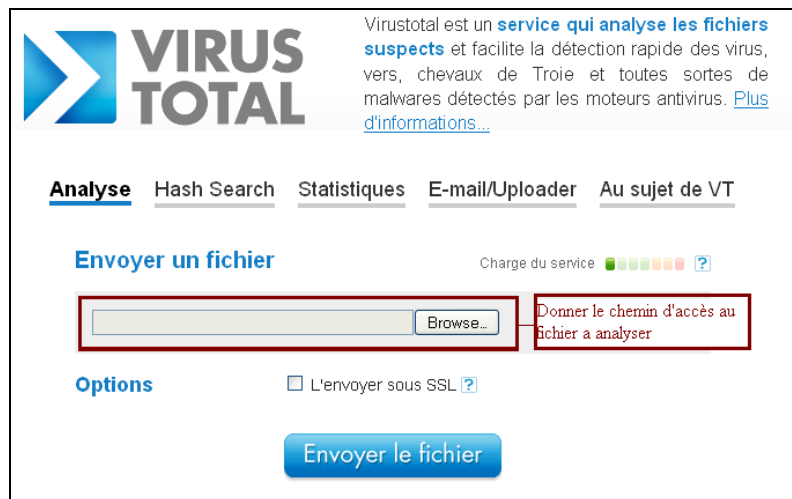 VIRUS
TOTAL
Virustotal est un service qui analyse les fichiers
suspects et facilite la détection rapide des virus,
vers, chevaux de Troie et toutes sortes de
malwares détectés par les moteurs antivirus. Plus
d'informations...
Analyse Hash Search Statistiques E-mail/Uploader Au sujet de VT
Envoyer un fichier
Charge du service ?
Browse...
Donner le chemin d'accès au
fichier a analyser
Options
L'envoyer sous SSL ?
Envoyer le fichier